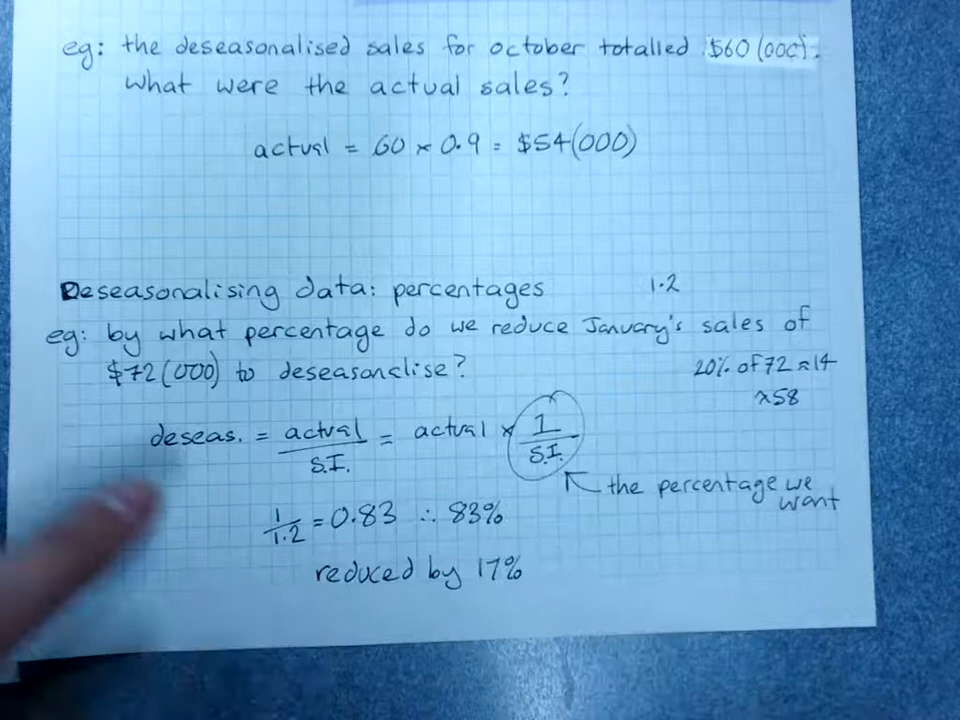 eg: the deseasonalised sales for october totalled $60(000).
What were the actual sales?
actual = 60 × 0.9 = $54(000)
Deseasonalising data: percentages 1.2
eg: by what percentage do we reduce January's sales of
$72(000) to deseasonalise?
20% of 72 ≈ 14
≈58
deseas. = actual/S.I. = actual × 1/S.I.
the percentage we
want
1/1.2 = 0.83 ∴ 83%
reduced by 17%